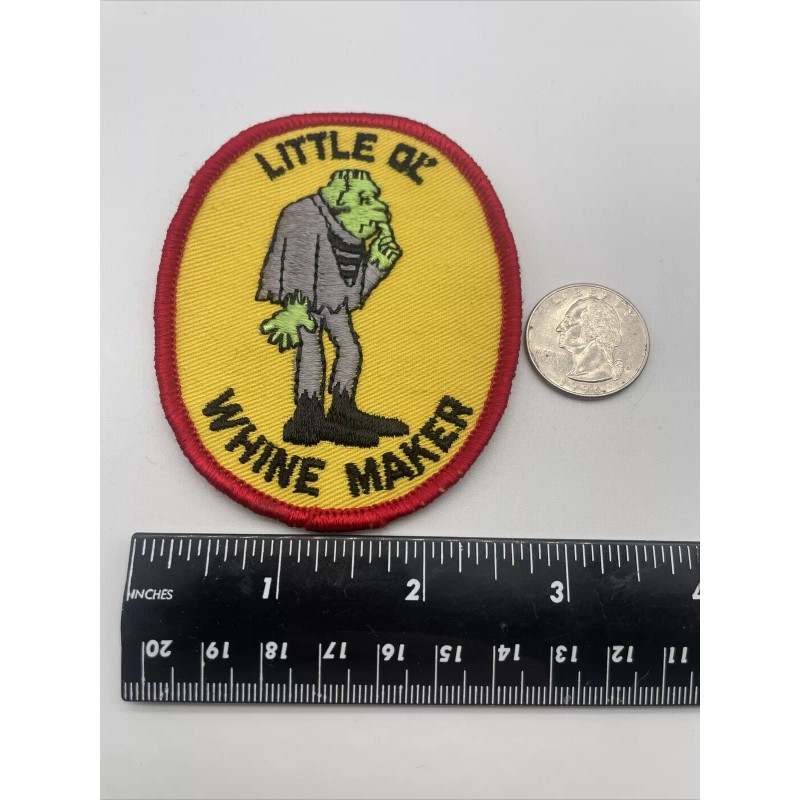 LITTLE OL'
WHINE MAKER
LIBERTY
INCHES
1 2 3 4
20 19 18 17 16 15 14 13 12 11